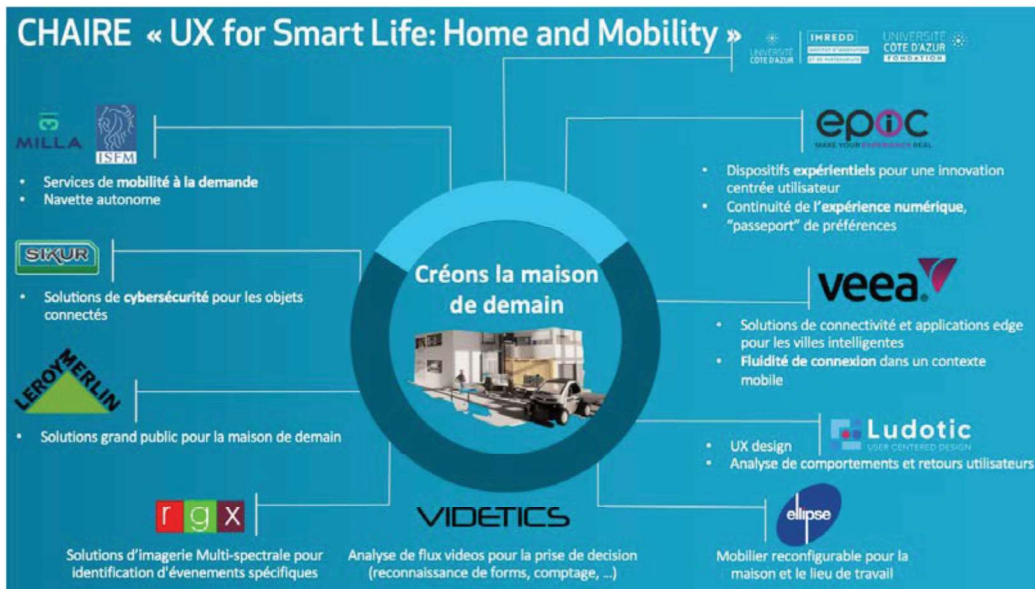 CHAIRE « UX for Smart Life: Home and Mobility »
UNIVERSITÉ
CÔTE D'AZUR
IMREDD
INSTITUT D'INNOVATION
ET DE PARTENARIATS
UNIVERSITÉ
CÔTE D'AZUR
FONDATION
MILLA
ISFM
• Services de mobilité à la demande
• Navette autonome
SIKUR
• Solutions de cybersécurité pour les objets
connectés
LEROY MERLIN
• Solutions grand public pour la maison de demain
rgx
Solutions d'imagerie Multi-spectrale pour
identification d'évenements spécifiques
Créons la maison
de demain
VIDETICS
Analyse de flux videos pour la prise de decision
(reconnaissance de forms, comptage, ...)
epic
MAKE YOUR EXPERIENCE REAL
• Dispositifs expérientiels pour une innovation
centrée utilisateur
• Continuité de l'expérience numérique,
"passeport" de préférences
veea
• Solutions de connectivité et applications edge
pour les villes intelligentes
• Fluidité de connexion dans un contexte
mobile
Ludotic
USER CENTERED DESIGN
• UX design
• Analyse de comportements et retours utilisateurs
ellipse
Mobilier reconfigurable pour la
maison et le lieu de travail